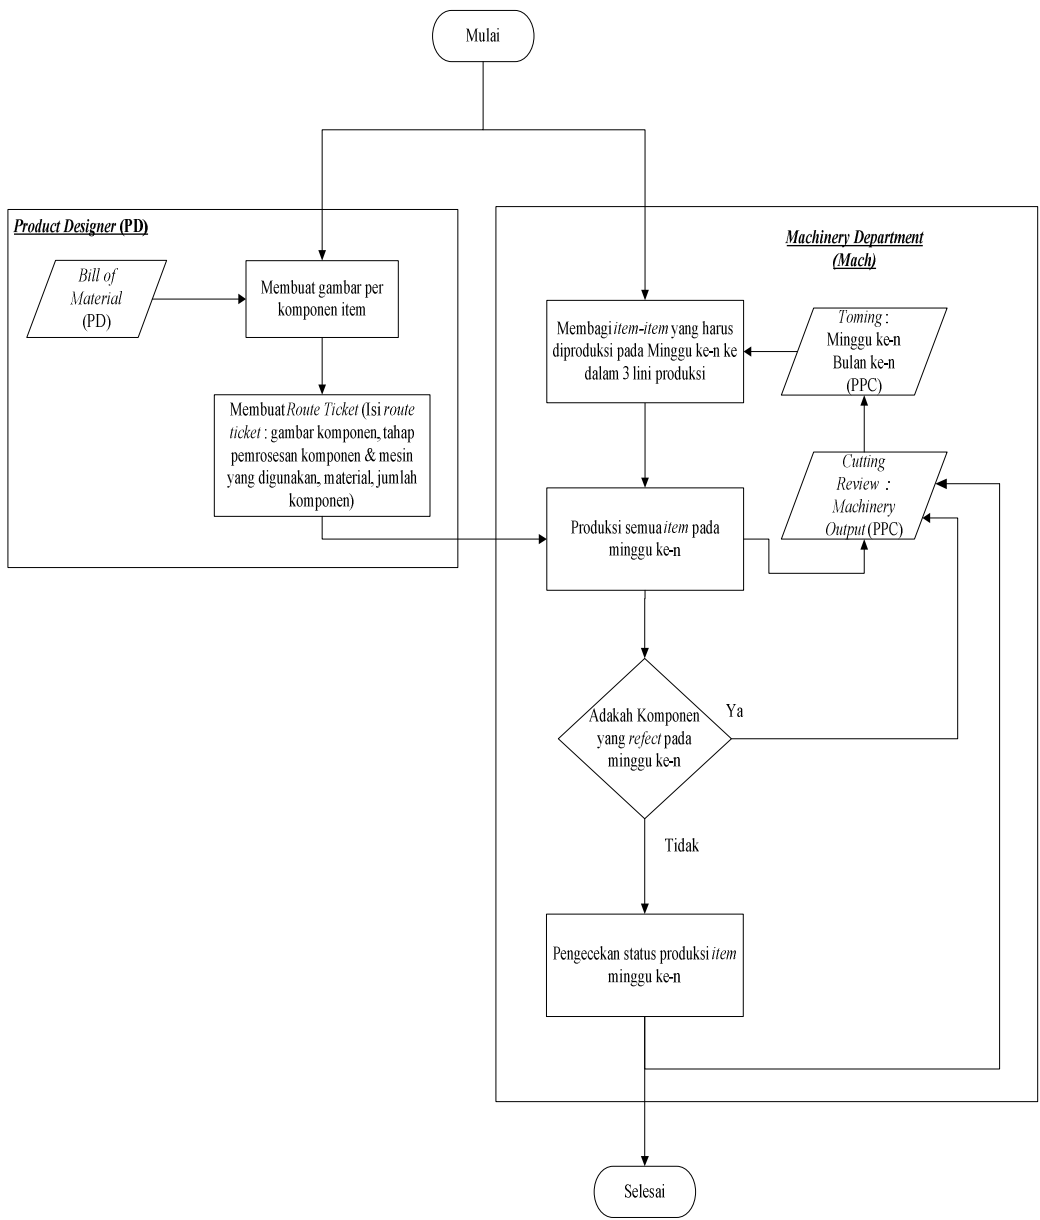 Mulai
Product Designer (PD)
Bill of
Material
(PD)
Membuat gambar per
komponen item
Membuat Route Ticket (Isi route
ticket : gambar komponen, tahap
pemrosesan komponen & mesin
yang digunakan, material, jumlah
komponen)
Machinery Department
(Mach)
Membagi item-item yang harus
diproduksi pada Minggu ke-n ke
dalam 3 lini produksi
Toming :
Minggu ke-n
Bulan ke-n
(PPC)
Cutting
Review :
Machinery
Output (PPC)
Produksi semua item pada
minggu ke-n
Adakah Komponen
yang refect pada
minggu ke-n
Ya
Tidak
Pengecekan status produksi item
minggu ke-n
Selesai